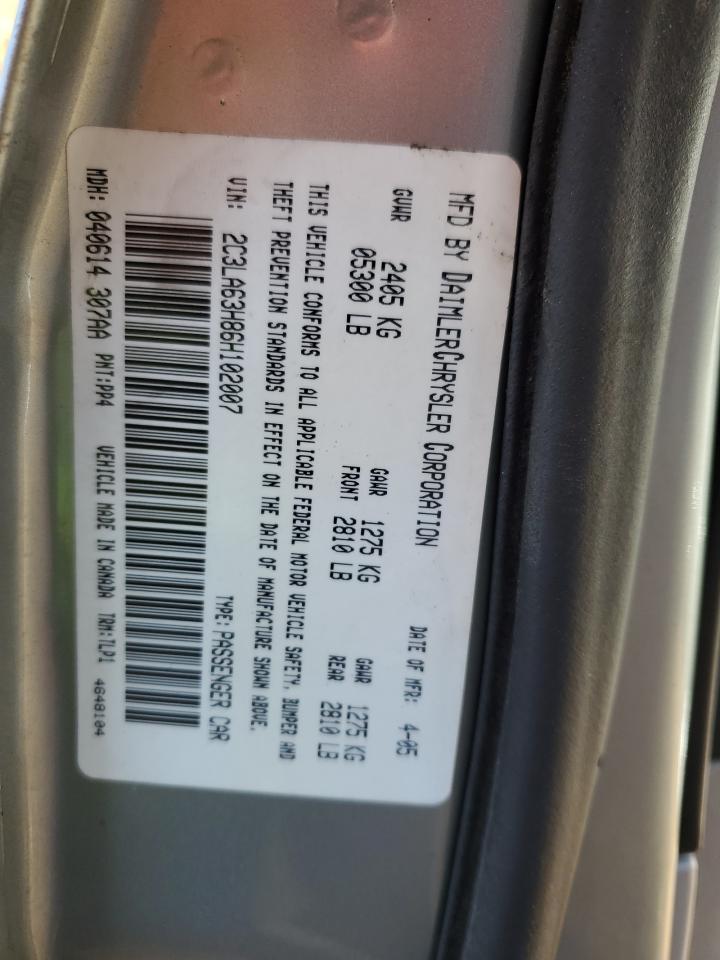 MFD BY DAIMLERCHRYSLER CORPORATION DATE OF MFR: 4-05
GVWR 2405 KG GAWR 1275 KG GAWR 1275 KG
05300 LB FRONT 2810 LB REAR 2810 LB
THIS VEHICLE CONFORMS TO ALL APPLICABLE FEDERAL MOTOR VEHICLE SAFETY, BUMPER AND
THEFT PREVENTION STANDARDS IN EFFECT ON THE DATE OF MANUFACTURE SHOWN ABOVE.
VIN: 2C3LA63H86H102007 TYPE: PASSENGER CAR
MDH: 040614 307AA PNT:PP4 VEHICLE MADE IN CANADA TRM:TLP1 4648104